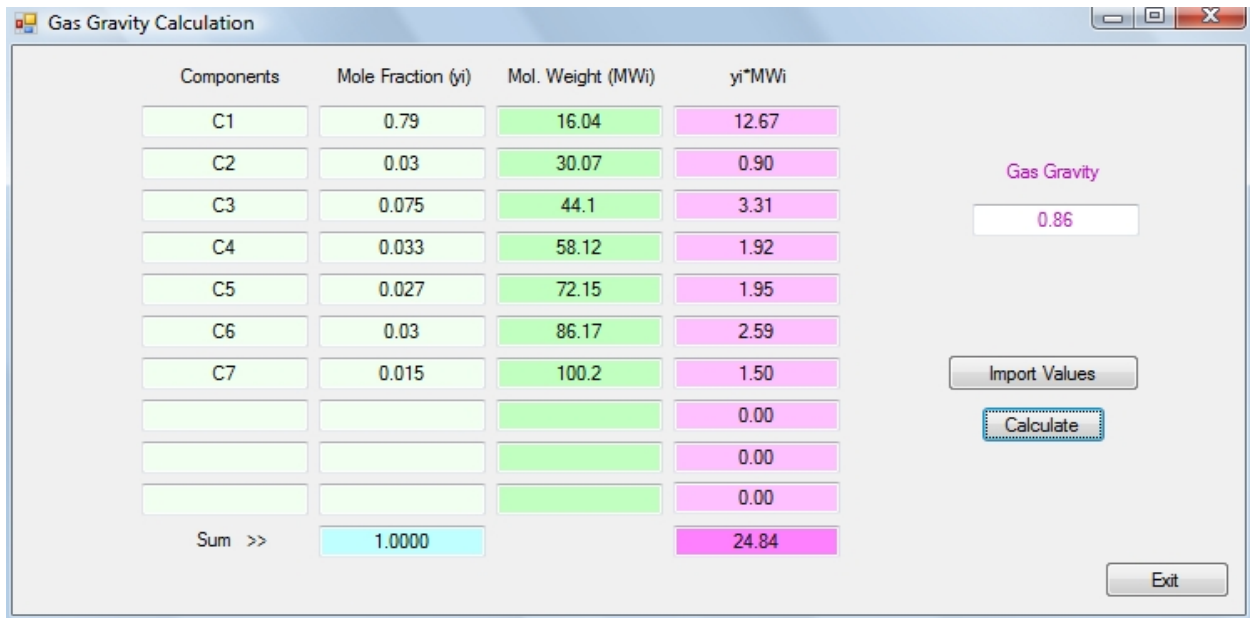 Gas Gravity Calculation
Components Mole Fraction (yi) Mol. Weight (MWi) yi*MWi
C1 0.79 16.04 12.67
C2 0.03 30.07 0.90
Gas Gravity
C3 0.075 44.1 3.31
0.86
C4 0.033 58.12 1.92
C5 0.027 72.15 1.95
C6 0.03 86.17 2.59
C7 0.015 100.2 1.50
Import Values
0.00
Calculate
0.00
0.00
Sum >> 1.0000 24.84
Exit